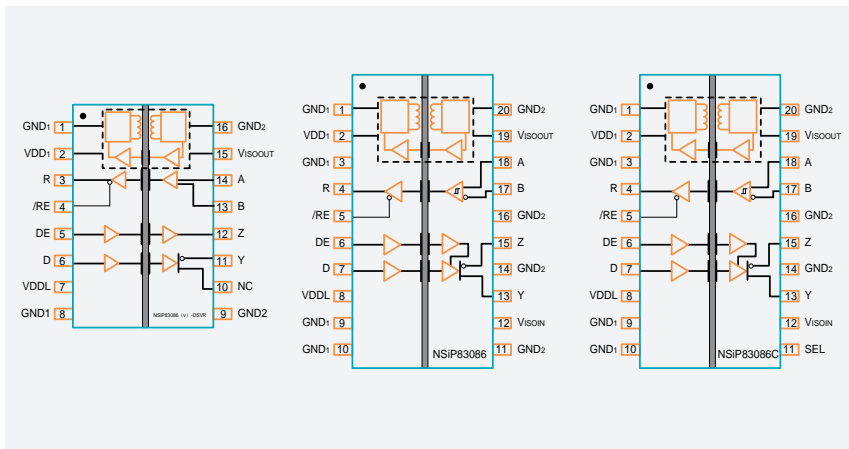 GND1 1 16 GND2
VDD1 2 15 VISOOUT
R 3 14 A
/RE 4 13 B
DE 5 12 Z
D 6 11 Y
VDDL 7 10 NC
GND1 8 9 GND2
NSiP83086（v）-DSVR
GND1 1 20 GND2
VDD1 2 19 VISOOUT
GND1 3 18 A
R 4 17 B
/RE 5 16 GND2
DE 6 15 Z
D 7 14 GND2
VDDL 8 13 Y
GND1 9 12 VISOIN
GND1 10 11 GND2
NSiP83086
GND1 1 20 GND2
VDD1 2 19 VISOOUT
GND1 3 18 A
R 4 17 B
/RE 5 16 GND2
DE 6 15 Z
D 7 14 GND2
VDDL 8 13 Y
GND1 9 12 VISOIN
GND1 10 11 SEL
NSiP83086C